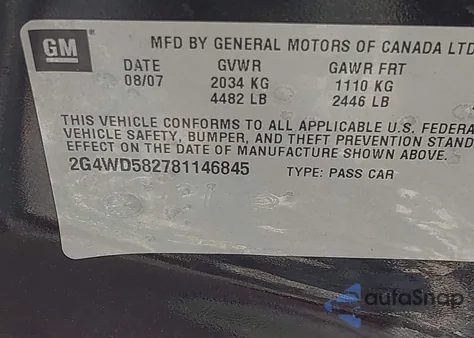 GM
MFD BY GENERAL MOTORS OF CANADA LTD
DATE GVWR GAWR FRT
08/07 2034 KG 1110 KG
4482 LB 2446 LB
THIS VEHICLE CONFORMS TO ALL APPLICABLE U.S. FEDERA
VEHICLE SAFETY, BUMPER, AND THEFT PREVENTION STAND
EFFECT ON THE DATE OF MANUFACTURE SHOWN ABOVE.
2G4WD582781146845 TYPE: PASS CAR
autoSnap